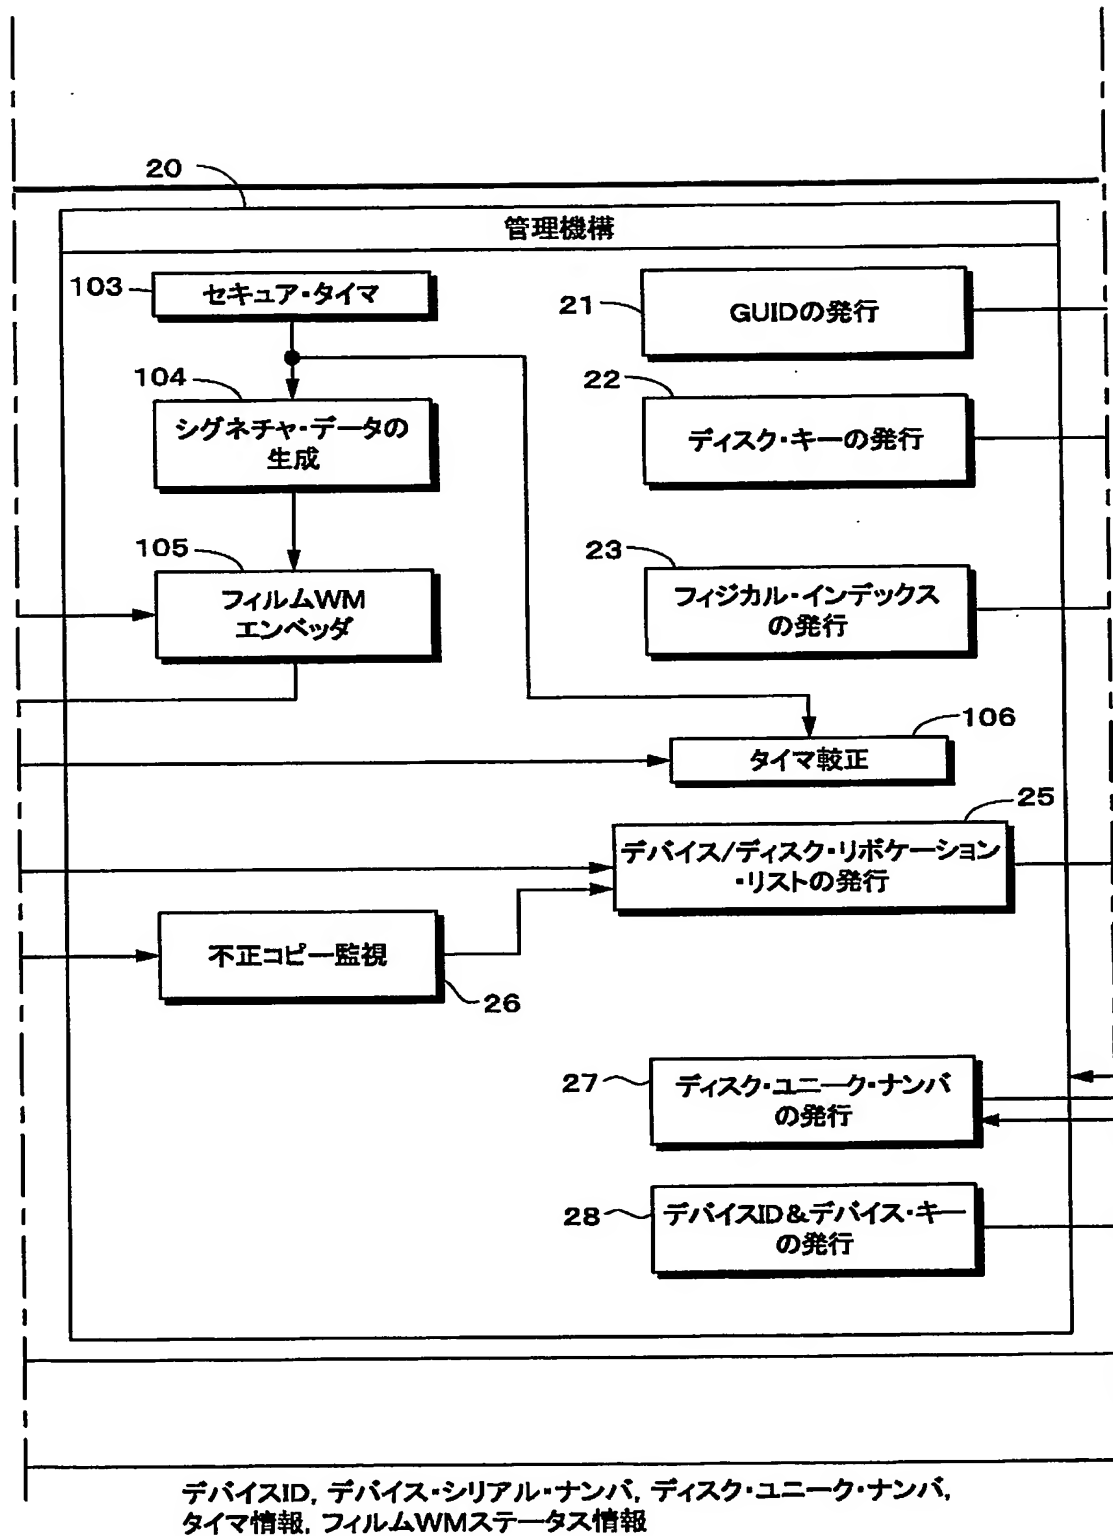 20
管理機構
103
セキュア・タイマ
21
GUIDの発行
104
シグネチャ・データの
生成
22
ディスク・キーの発行
105
フィルムWM
エンベッダ
23
フィジカル・インデックス
の発行
106
タイマ較正
25
デバイス/ディスク・リボケーション
・リストの発行
不正コピー監視
26
27
ディスク・ユニーク・ナンバ
の発行
28
デバイスID&デバイス・キー
の発行
デバイスID, デバイス・シリアル・ナンバ, ディスク・ユニーク・ナンバ,
タイマ情報, フィルムWMステータス情報